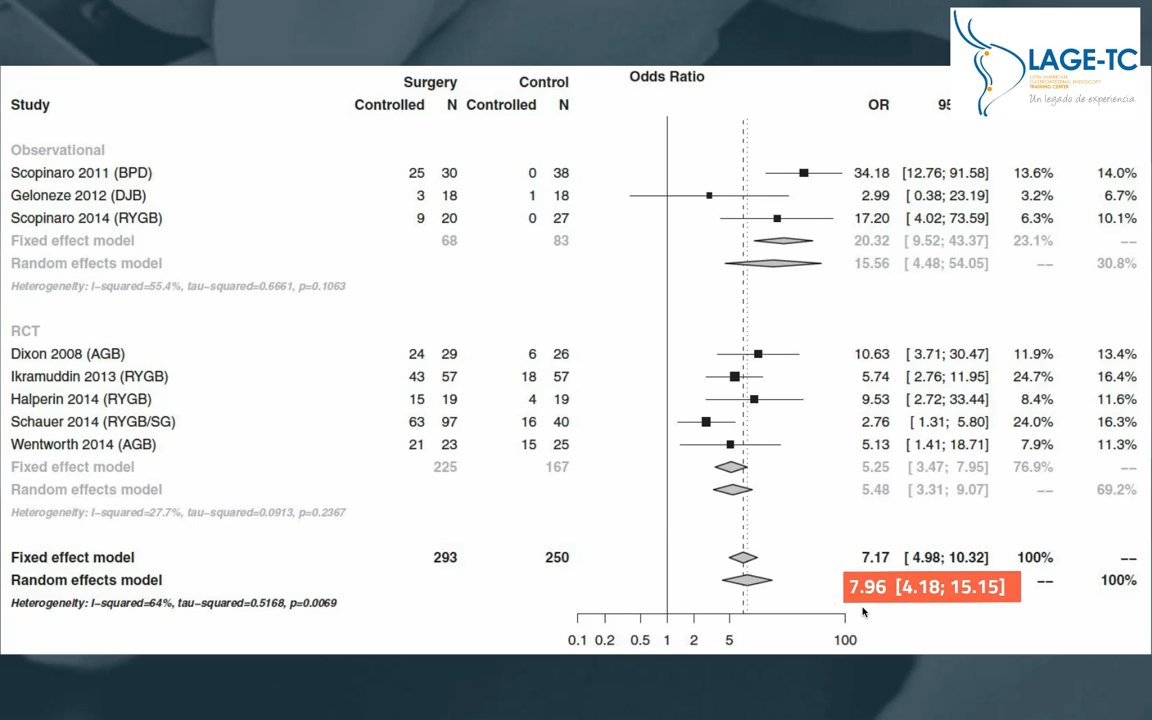 LAGE-TC
LATIN AMERICAN
GASTROINTESTINAL ENDOSCOPY
TRAINING CENTER
Un legado de experiencia.
Surgery Control Odds Ratio
Study Controlled N Controlled N OR 95
Observational
Scopinaro 2011 (BPD) 25 30 0 38 34.18 [12.76; 91.58] 13.6% 14.0%
Geloneze 2012 (DJB) 3 18 1 18 2.99 [ 0.38; 23.19] 3.2% 6.7%
Scopinaro 2014 (RYGB) 9 20 0 27 17.20 [ 4.02; 73.59] 6.3% 10.1%
Fixed effect model 68 83 20.32 [ 9.52; 43.37] 23.1% −−
Random effects model 15.56 [ 4.48; 54.05] −− 30.8%
Heterogeneity: I−squared=55.4%, tau−squared=0.6661, p=0.1063
RCT
Dixon 2008 (AGB) 24 29 6 26 10.63 [ 3.71; 30.47] 11.9% 13.4%
Ikramuddin 2013 (RYGB) 43 57 18 57 5.74 [ 2.76; 11.95] 24.7% 16.4%
Halperin 2014 (RYGB) 15 19 4 19 9.53 [ 2.72; 33.44] 8.4% 11.6%
Schauer 2014 (RYGB/SG) 63 97 16 40 2.76 [ 1.31; 5.80] 24.0% 16.3%
Wentworth 2014 (AGB) 21 23 15 25 5.13 [ 1.41; 18.71] 7.9% 11.3%
Fixed effect model 225 167 5.25 [ 3.47; 7.95] 76.9% −−
Random effects model 5.48 [ 3.31; 9.07] −− 69.2%
Heterogeneity: I−squared=27.7%, tau−squared=0.0913, p=0.2367
Fixed effect model 293 250 7.17 [ 4.98; 10.32] 100% −−
Random effects model 7.96 [4.18; 15.15] −− 100%
Heterogeneity: I−squared=64%, tau−squared=0.5168, p=0.0069
0.1 0.2 0.5 1 2 5 100